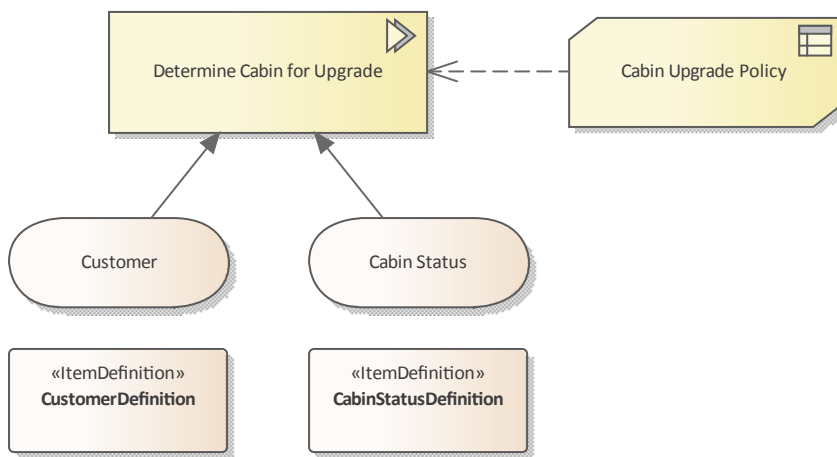 Determine Cabin for Upgrade
Cabin Upgrade Policy
Customer
Cabin Status
«ItemDefinition»
CustomerDefinition
«ItemDefinition»
CabinStatusDefinition